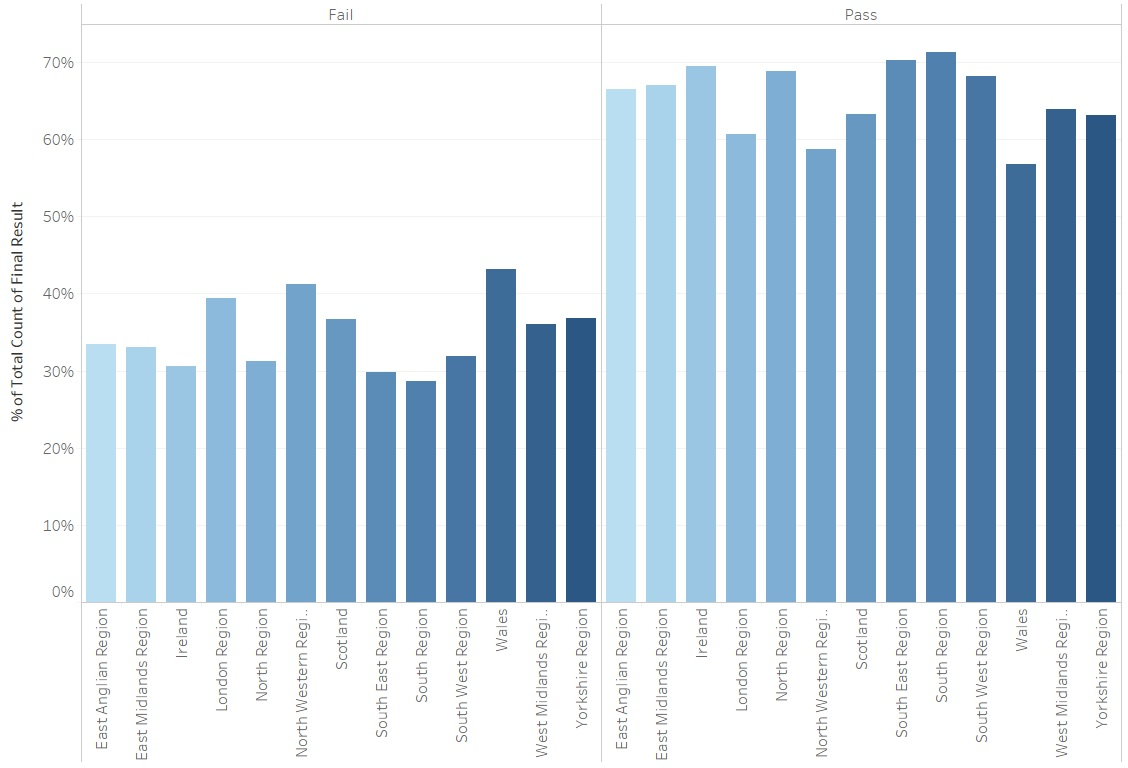 Fail
Pass
% of Total Count of Final Result
70%
60%
50%
40%
30%
20%
10%
0%
East Anglian Region
East Midlands Region
Ireland
London Region
North Region
North Western Regi..
Scotland
South East Region
South Region
South West Region
Wales
West Midlands Regi..
Yorkshire Region
East Anglian Region
East Midlands Region
Ireland
London Region
North Region
North Western Regi..
Scotland
South East Region
South Region
South West Region
Wales
West Midlands Regi..
Yorkshire Region